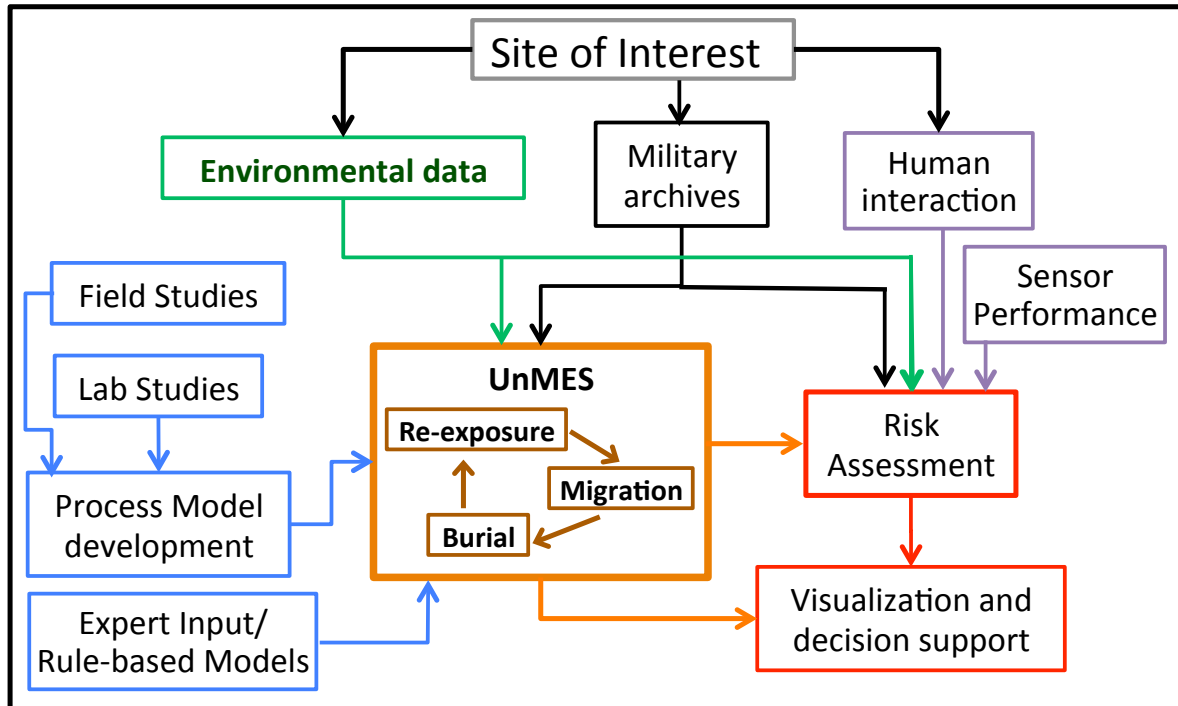 Site of Interest
Environmental data
Military
archives
Human
interaction
Sensor
Performance
Field Studies
Lab Studies
Process Model
development
Expert Input/
Rule-based Models
UnMES
Re-exposure
Migration
Burial
Risk
Assessment
Visualization and
decision support